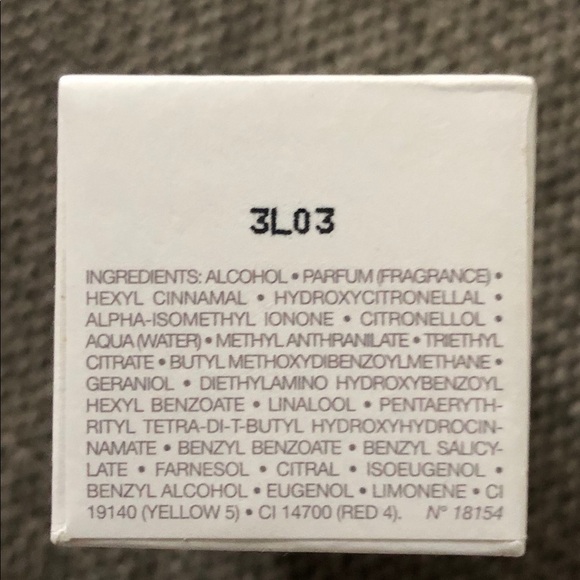 3L03
INGREDIENTS: ALCOHOL • PARFUM (FRAGRANCE) •
HEXYL CINNAMAL • HYDROXYCITRONELLAL •
ALPHA-ISOMETHYL IONONE • CITRONELLOL •
AQUA (WATER) • METHYL ANTHRANILATE • TRIETHYL
CITRATE • BUTYL METHOXYDIBENZOYLMETHANE •
GERANIOL • DIETHYLAMINO HYDROXYBENZOYL
HEXYL BENZOATE • LINALOOL • PENTAERYTH-
RITYL TETRA-DI-T-BUTYL HYDROXYHYDROCIN-
NAMATE • BENZYL BENZOATE • BENZYL SALICY-
LATE • FARNESOL • CITRAL • ISOEUGENOL •
BENZYL ALCOHOL • EUGENOL • LIMONENE • CI
19140 (YELLOW 5) • CI 14700 (RED 4). N° 18154